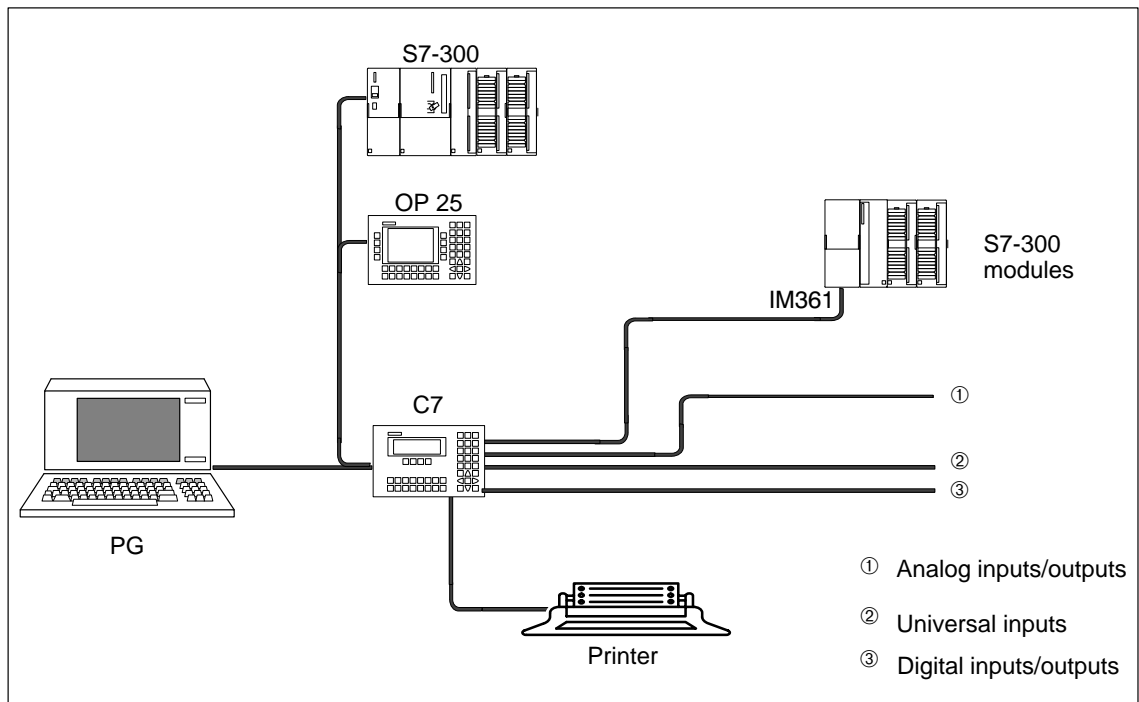 S7-300
OP 25
S7-300
modules
IM361
①
C7
②
③
PG
① Analog inputs/outputs
② Universal inputs
Printer
③ Digital inputs/outputs